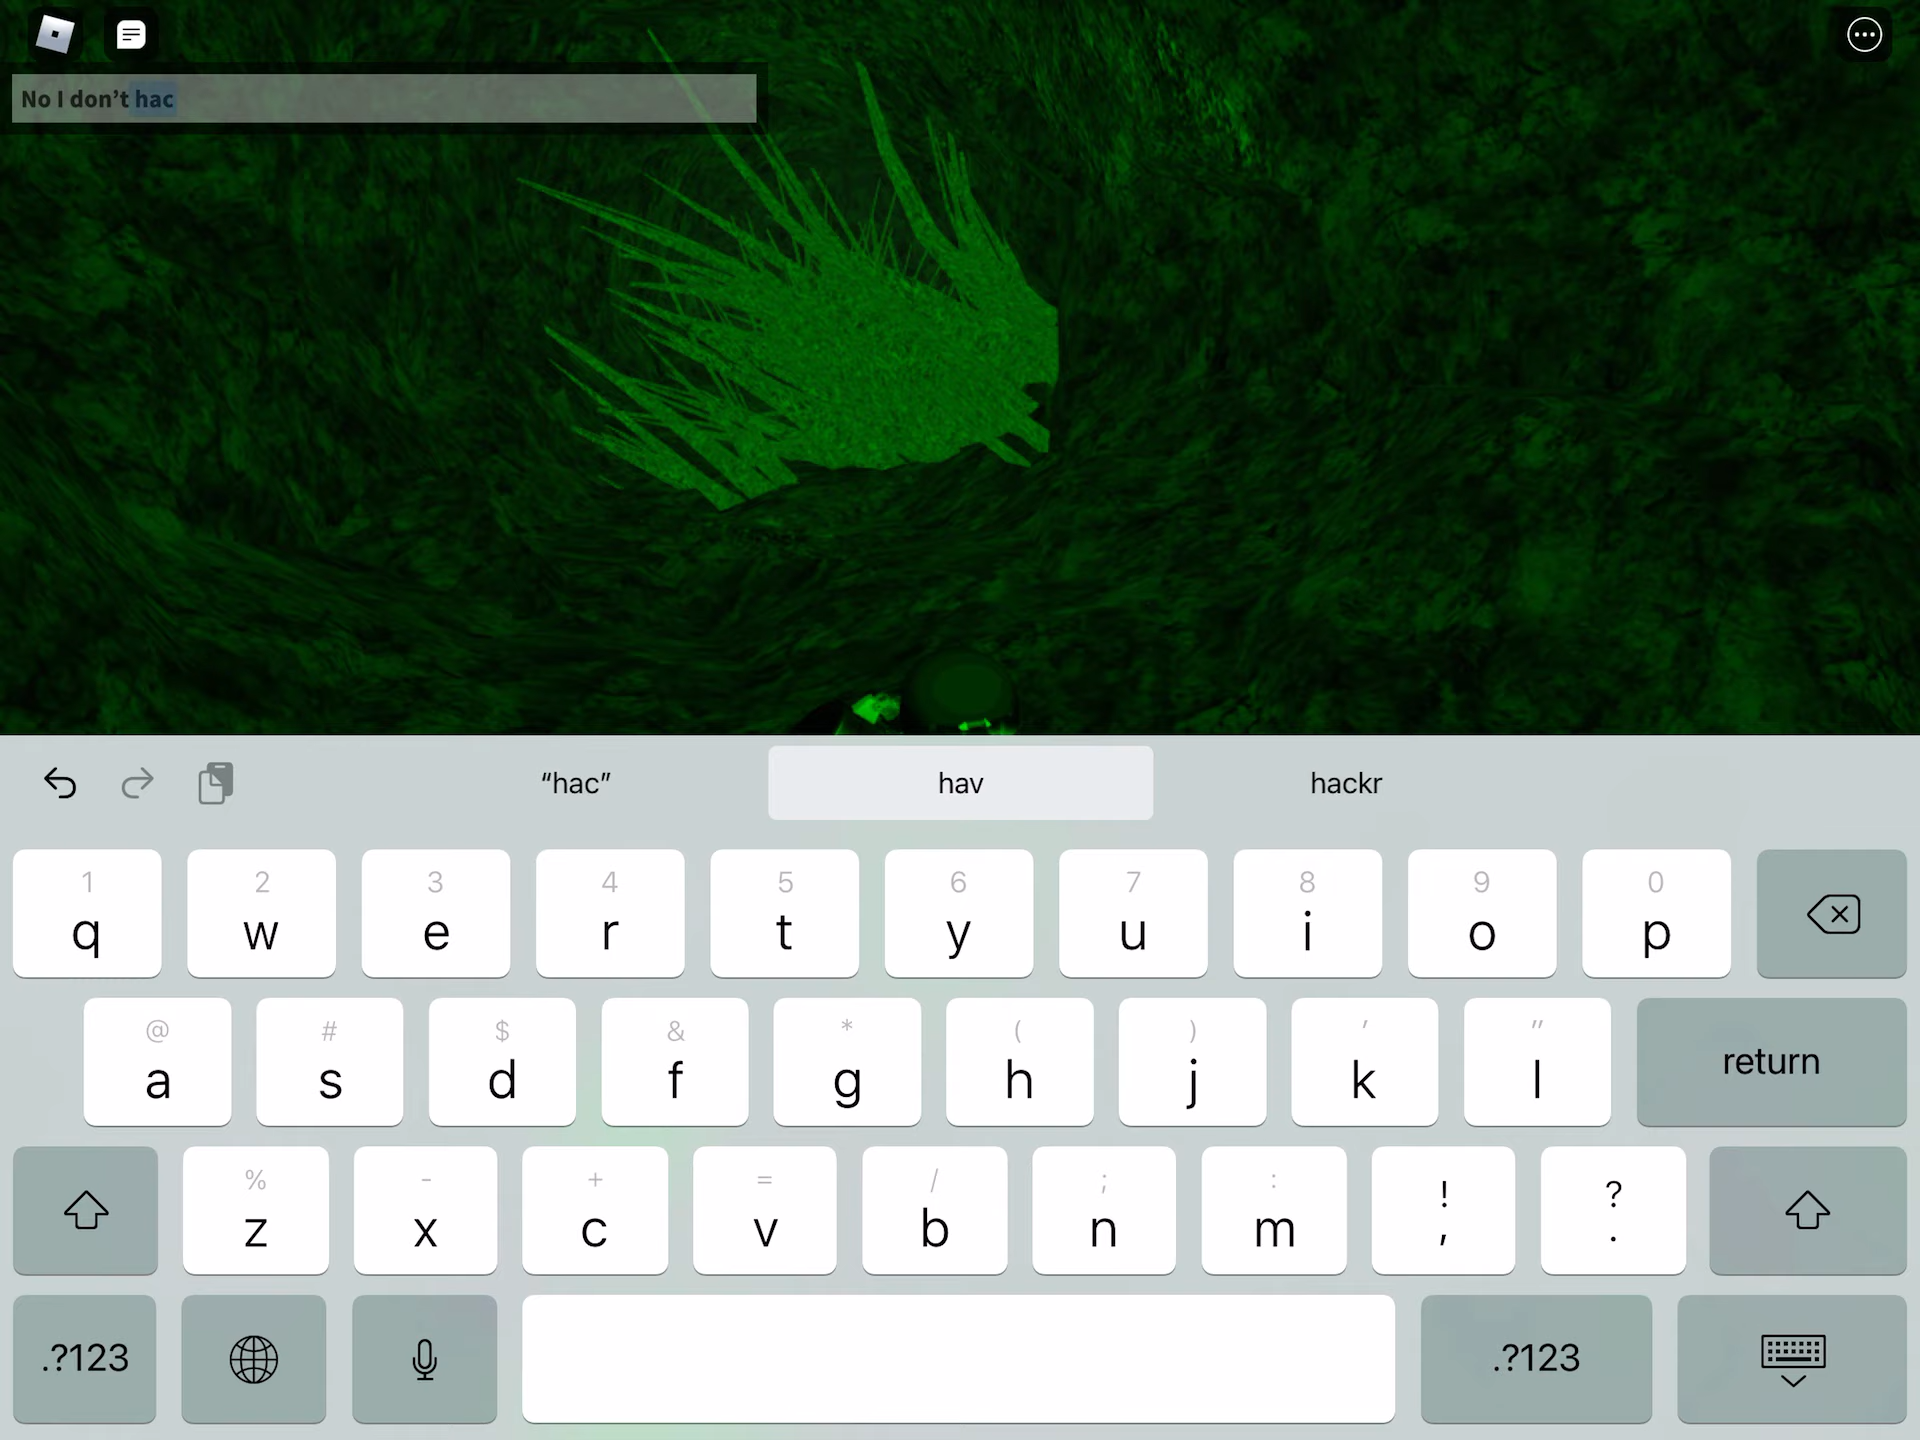 No I don’t hac
“hac” hav hackr
1 2 3 4 5 6 7 8 9 0
q w e r t y u i o p
@ # $ & * ( ) ' "
a s d f g h j k l return
% - + = / ; : ! ?
z x c v b n m , .
.?123 .?123